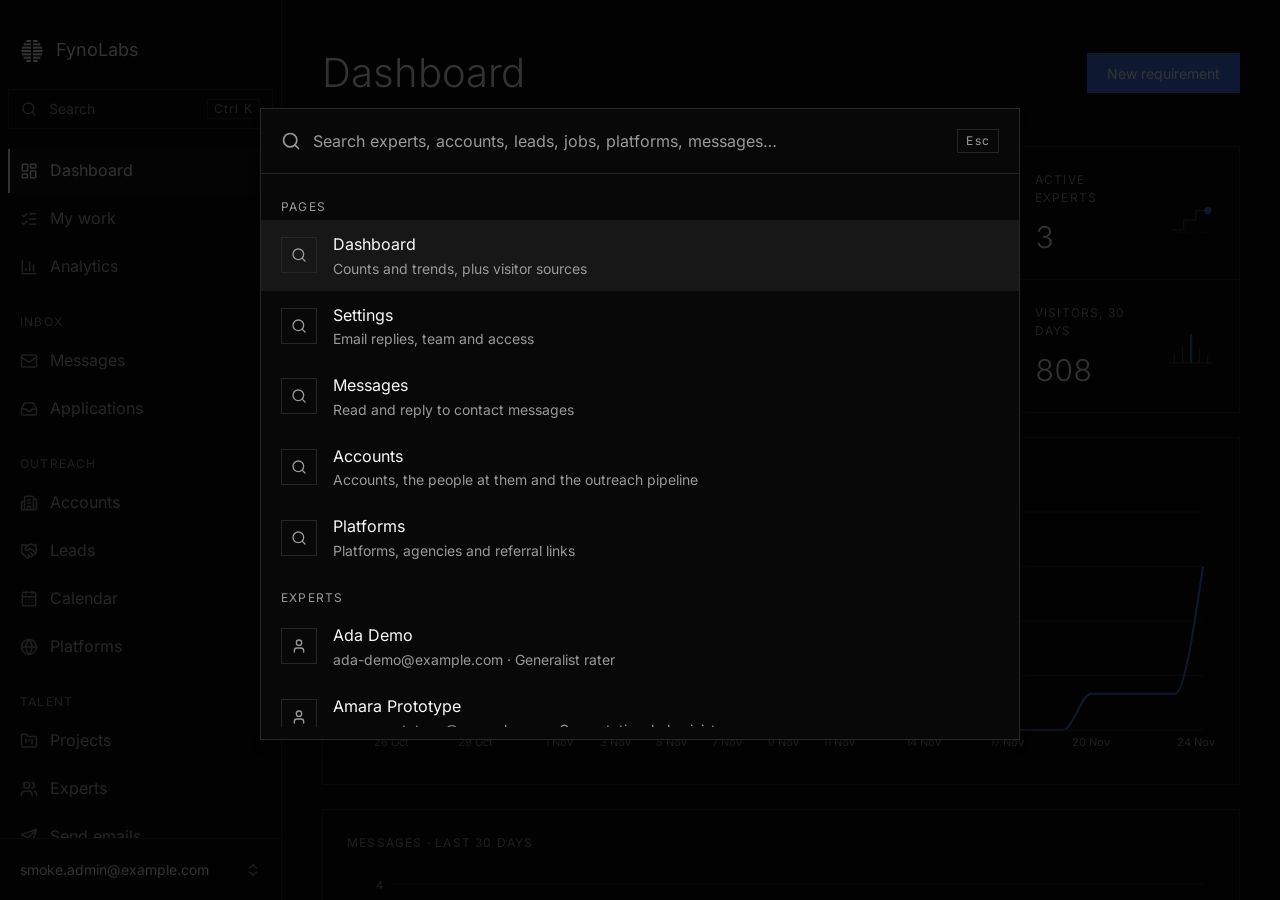 FynoLabs
Search
Ctrl K
Dashboard
My work
Analytics
INBOX
Messages
Applications
OUTREACH
Accounts
Leads
Calendar
Platforms
TALENT
Projects
Experts
Send emails
smoke.admin@example.com
Dashboard
New requirement
Search experts, accounts, leads, jobs, platforms, messages...
Esc
PAGES
Dashboard
Counts and trends, plus visitor sources
Settings
Email replies, team and access
Messages
Read and reply to contact messages
Accounts
Accounts, the people at them and the outreach pipeline
Platforms
Platforms, agencies and referral links
EXPERTS
Ada Demo
ada-demo@example.com · Generalist rater
Amara Prototype
ACTIVE
EXPERTS
3
VISITORS, 30
DAYS
808
26 Oct
29 Oct
1 Nov
3 Nov
5 Nov
7 Nov
9 Nov
11 Nov
14 Nov
17 Nov
20 Nov
24 Nov
MESSAGES · LAST 30 DAYS
4